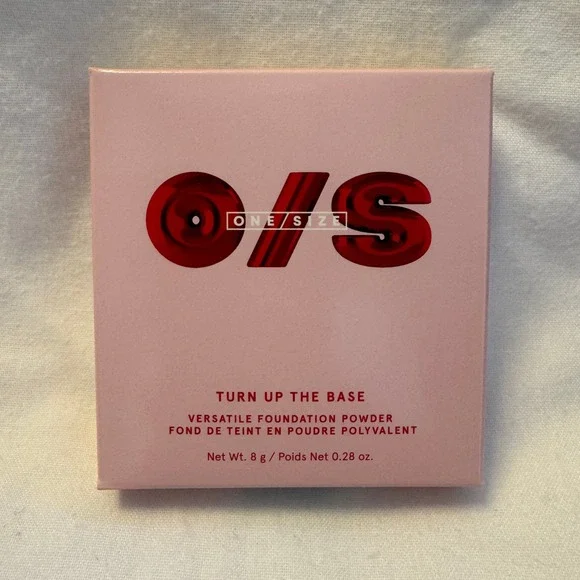 O/S
ONE/SIZE
TURN UP THE BASE
VERSATILE FOUNDATION POWDER
FOND DE TEINT EN POUDRE POLYVALENT
Net Wt. 8 g / Poids Net 0.28 oz.